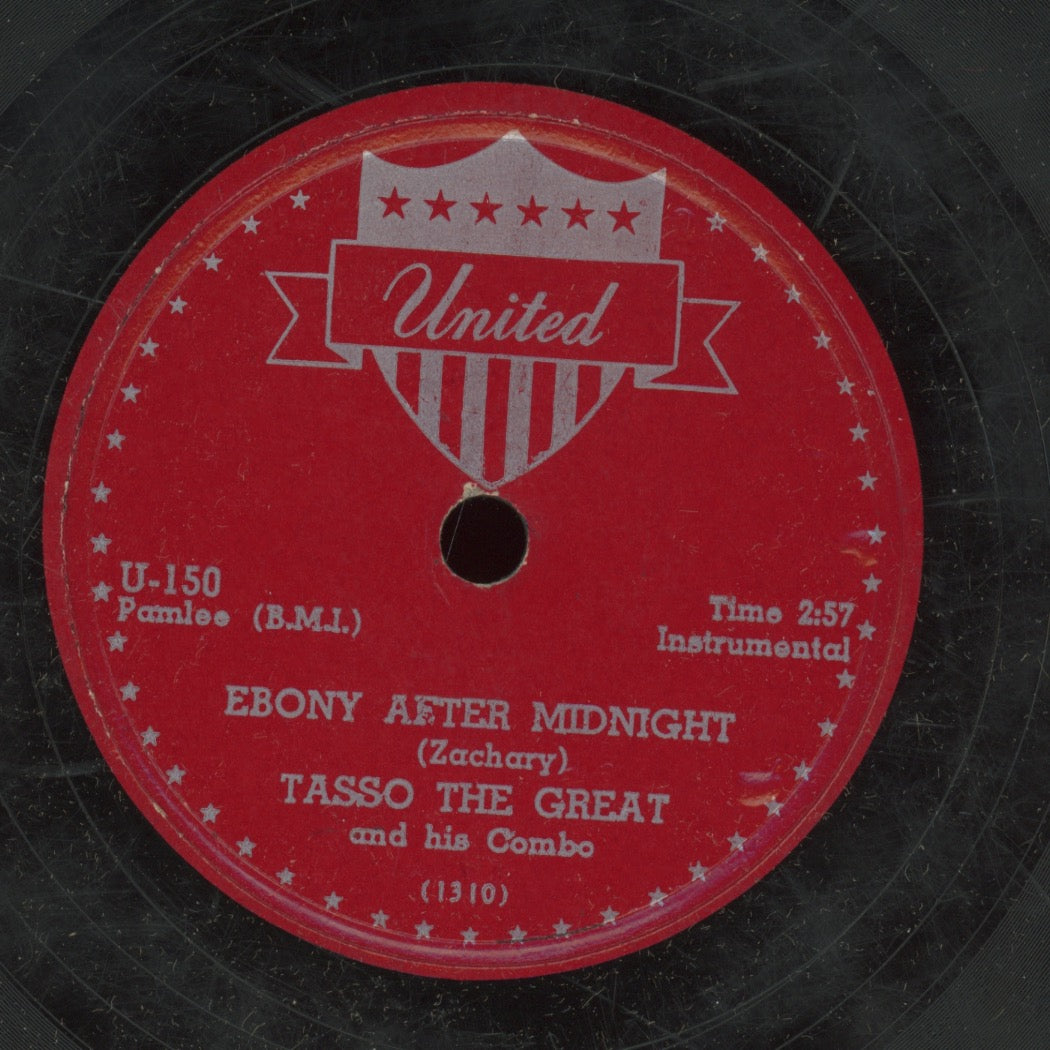 United
U-150
Pamlee (B.M.I.)
Time 2:57
Instrumental
EBONY AFTER MIDNIGHT
(Zachary)
TASSO THE GREAT
and his Combo
(1310)